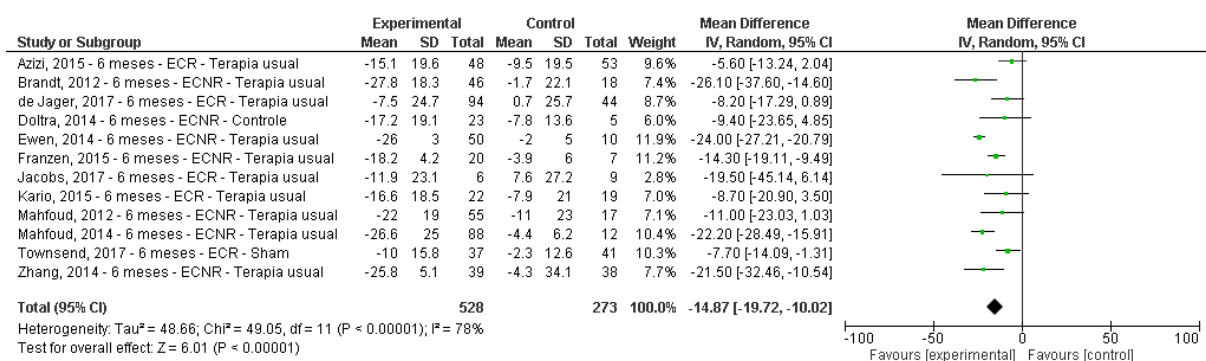 Experimental Control Mean Difference Mean Difference
Study or Subgroup Mean SD Total Mean SD Total Weight IV, Random, 95% CI IV, Random, 95% CI
Azizi, 2015 - 6 meses - ECR - Terapia usual -15.1 19.6 48 -9.5 19.5 53 9.6% -5.60 [-13.24, 2.04]
Brandt, 2012 - 6 meses - ECNR - Terapia usual -27.8 18.3 46 -1.7 22.1 18 7.4% -26.10 [-37.60, -14.60]
de Jager, 2017 - 6 meses - ECR - Terapia usual -7.5 24.7 94 0.7 25.7 44 8.7% -8.20 [-17.29, 0.89]
Doltra, 2014 - 6 meses - ECNR - Controle -17.2 19.1 23 -7.8 13.6 5 6.0% -9.40 [-23.65, 4.85]
Ewen, 2014 - 6 meses - ECNR - Terapia usual -26 3 50 -2 5 10 12.0% -24.00 [-27.21, -20.79]
Franzen, 2015 - 6 meses - ECNR - Terapia usual -18.2 4.2 20 -3.9 6 7 11.2% -14.30 [-19.11, -9.49]
Jacobs, 2017 - 6 meses - ECR - Terapia usual -11.9 23.1 6 7.6 27.2 9 2.8% -19.50 [-45.14, 6.14]
Kario, 2015 - 6 meses - ECR - Terapia usual -16.6 18.5 22 -7.9 21 19 7.0% -8.70 [-20.90, 3.50]
Mahfoud, 2012 - 6 meses - ECNR - Terapia usual -22 19 55 -11 23 17 7.1% -11.00 [-23.03, 1.03]
Mahfoud, 2014 - 6 meses - ECNR - Terapia usual -26.6 25 88 -4.4 6.2 12 10.4% -22.20 [-28.49, -15.91]
Townsend, 2017 - 6 meses - ECR - Sham -10 15.8 37 -2.3 12.6 41 10.3% -7.70 [-14.09, -1.31]
Zhang, 2014 - 6 meses - ECNR - Terapia usual -25.8 5.1 39 -4.3 34.1 38 7.7% -21.50 [-32.46, -10.54]
Total (95% CI) 528 273 100.0% -14.87 [-19.72, -10.02]
Heterogeneity: Tau² = 48.66; Chi² = 49.05, df = 11 (P < 0.00001); I² = 78%
Test for overall effect: Z = 6.01 (P < 0.00001)
-100 -50 0 50 100
Favours [experimental] Favours [control]